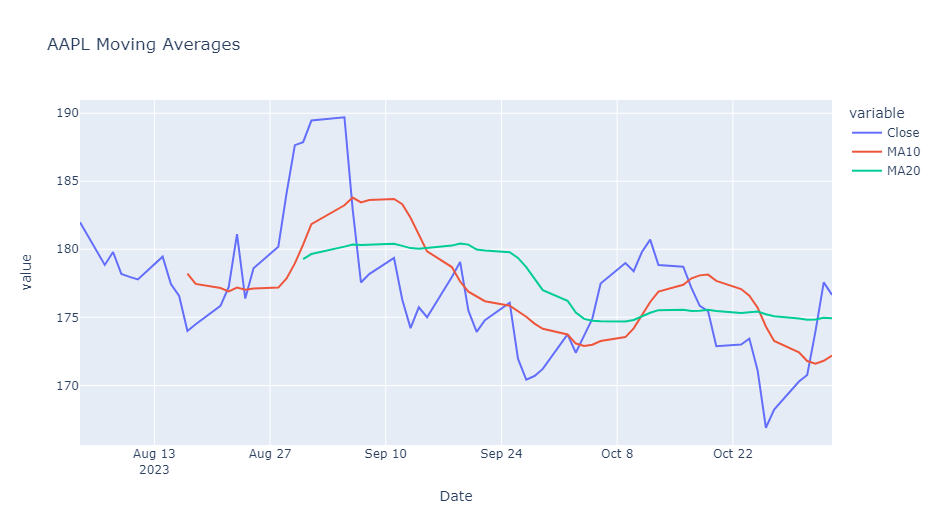 AAPL Moving Averages
190
185
180
175
170
value
Aug 13
2023
Aug 27
Sep 10
Sep 24
Oct 8
Oct 22
Date
variable
Close
MA10
MA20